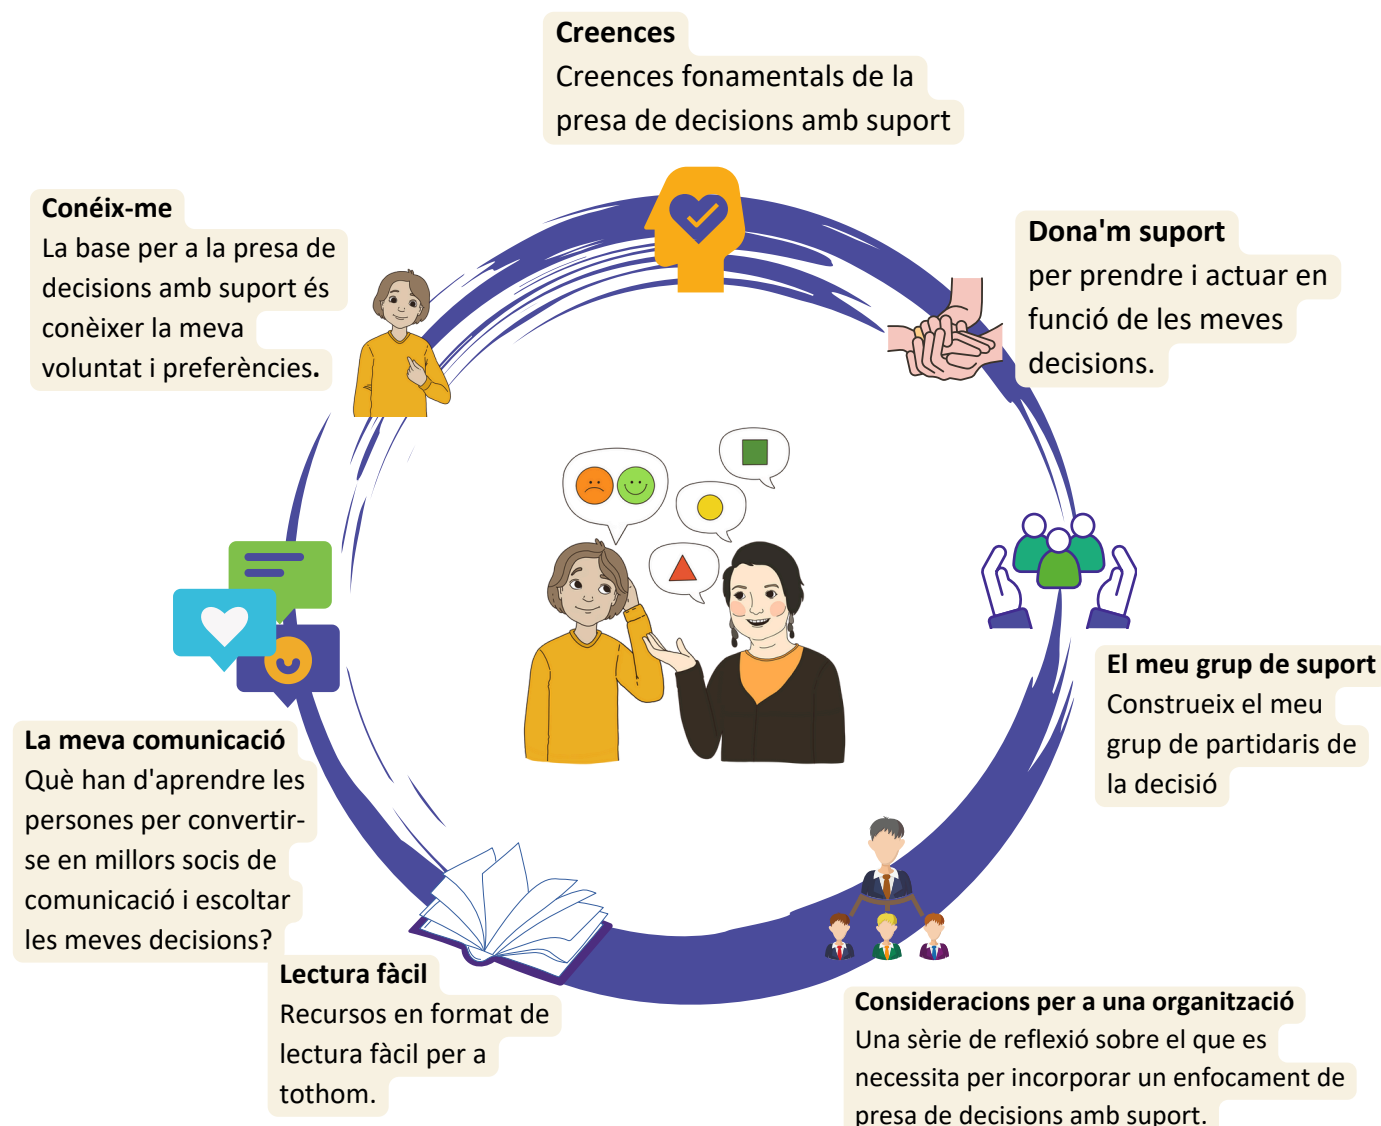 Creences
Creences fonamentals de la
presa de decisions amb suport
Conéix-me
La base per a la presa de
decisions amb suport és
conèixer la meva
voluntat i preferències.
Dona'm suport
per prendre i actuar en
funció de les meves
decisions.
El meu grup de suport
Construeix el meu
grup de partidaris de
la decisió
La meva comunicació
Què han d'aprendre les
persones per convertir-
se en millors socis de
comunicació i escoltar
les meves decisions?
Lectura fàcil
Recursos en format de
lectura fàcil per a
tothom.
Consideracions per a una organització
Una sèrie de reflexió sobre el que es
necessita per incorporar un enfocament de
presa de decisions amb suport.